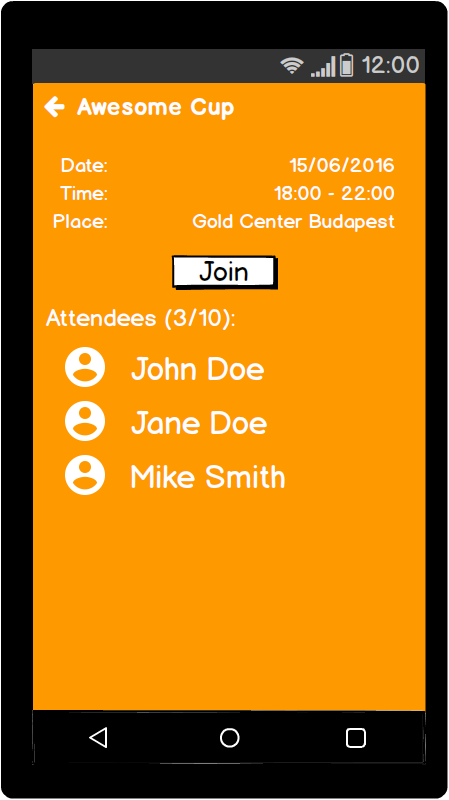 12:00
Awesome Cup
Date: 15/06/2016
Time: 18:00 - 22:00
Place: Gold Center Budapest
Join
Attendees (3/10):
John Doe
Jane Doe
Mike Smith